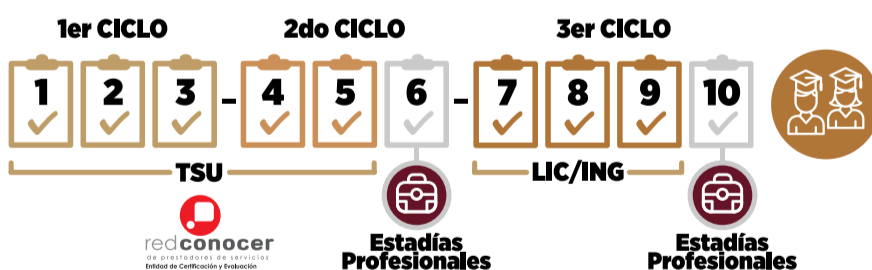 1er CICLO
2do CICLO
3er CICLO
1 2 3 - 4 5 6 - 7 8 9 10
TSU
LIC/ING
redconocer
de prestadores de servicios
Entidad de Certificación y Evaluación
Estadías
Profesionales
Estadías
Profesionales